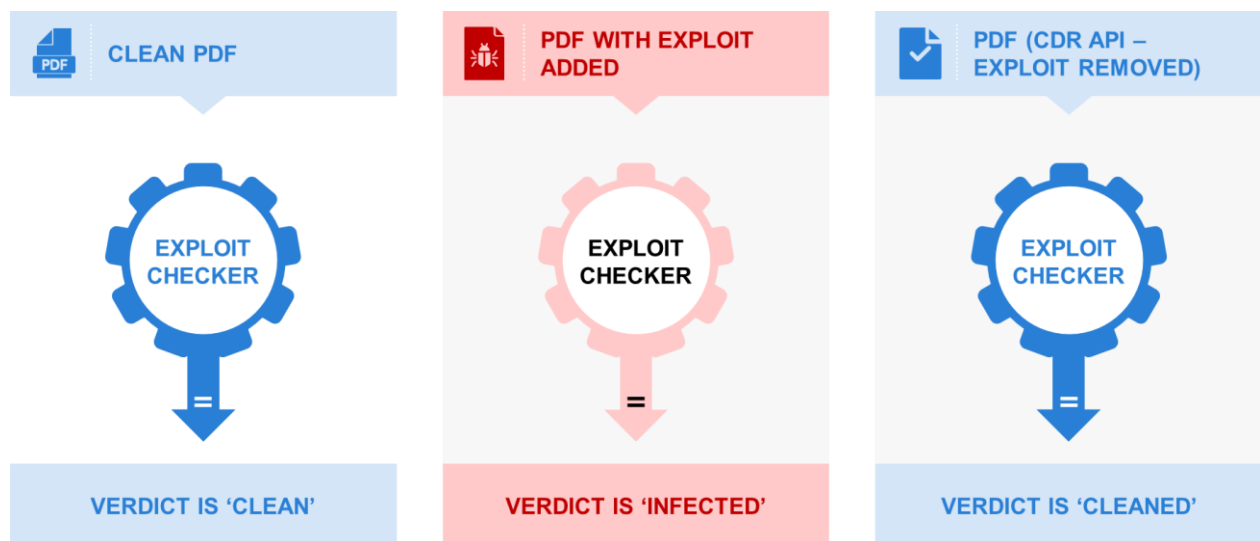 PDF
CLEAN PDF
EXPLOIT
CHECKER
=
VERDICT IS ‘CLEAN’
PDF WITH EXPLOIT
ADDED
EXPLOIT
CHECKER
=
VERDICT IS ‘INFECTED’
PDF (CDR API –
EXPLOIT REMOVED)
EXPLOIT
CHECKER
=
VERDICT IS ‘CLEANED’